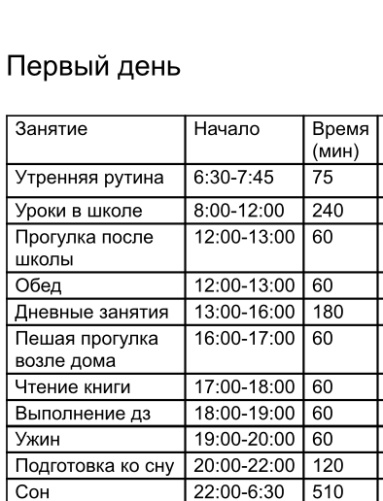 Первый день
Занятие Начало Время
(мин)
Утренняя рутина 6:30-7:45 75
Уроки в школе 8:00-12:00 240
Прогулка после 12:00-13:00 60
школы
Обед 12:00-13:00 60
Дневные занятия 13:00-16:00 180
Пешая прогулка 16:00-17:00 60
возле дома
Чтение книги 17:00-18:00 60
Выполнение дз 18:00-19:00 60
Ужин 19:00-20:00 60
Подготовка ко сну 20:00-22:00 120
Сон 22:00-6:30 510